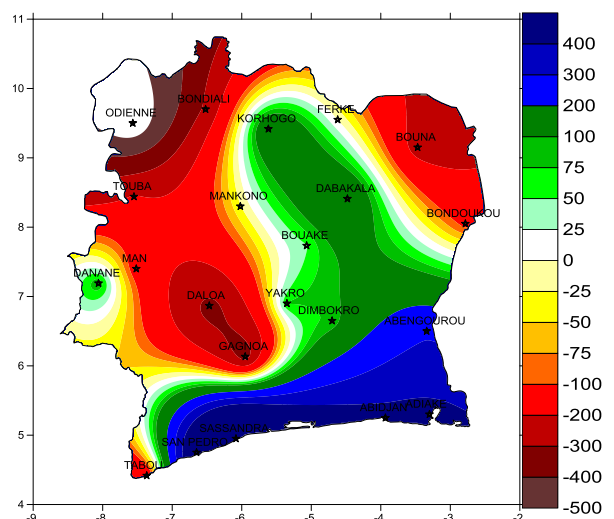 11
10
9
8
7
6
5
4
-9
-8
-7
-6
-5
-4
-3
-2
ODIENNE
BONDIALI
KORHOGO
FERKE
BOUNA
TOUBA
MANKONO
DABAKALA
BONDOUKOU
BOUAKE
MAN
DANANE
DALOA
YAKRO
DIMBOKRO
ABENGOUROU
GAGNOA
SASSANDRA
SAN PEDRO
TABOU
ABIDJAN
ADIAKE
400
300
200
100
75
50
25
0
-25
-50
-75
-100
-200
-300
-400
-500